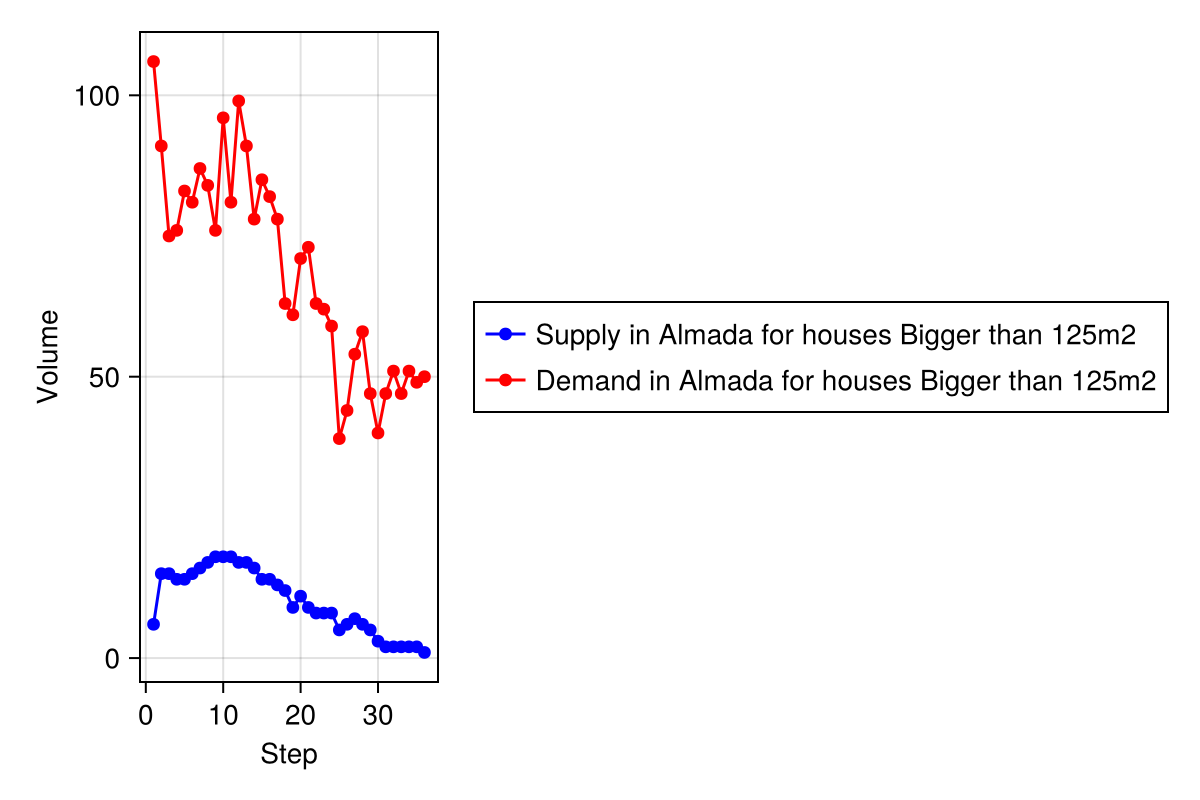 100
50
0
Volume
0 10 20 30
Step
Supply in Almada for houses Bigger than 125m2
Demand in Almada for houses Bigger than 125m2